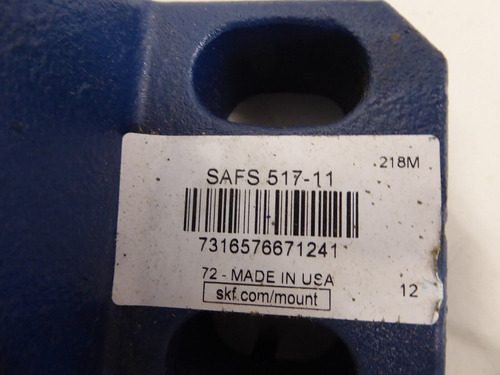 218M
SAFS 517-11
7316576671241
72 - MADE IN USA
skf.com/mount
12